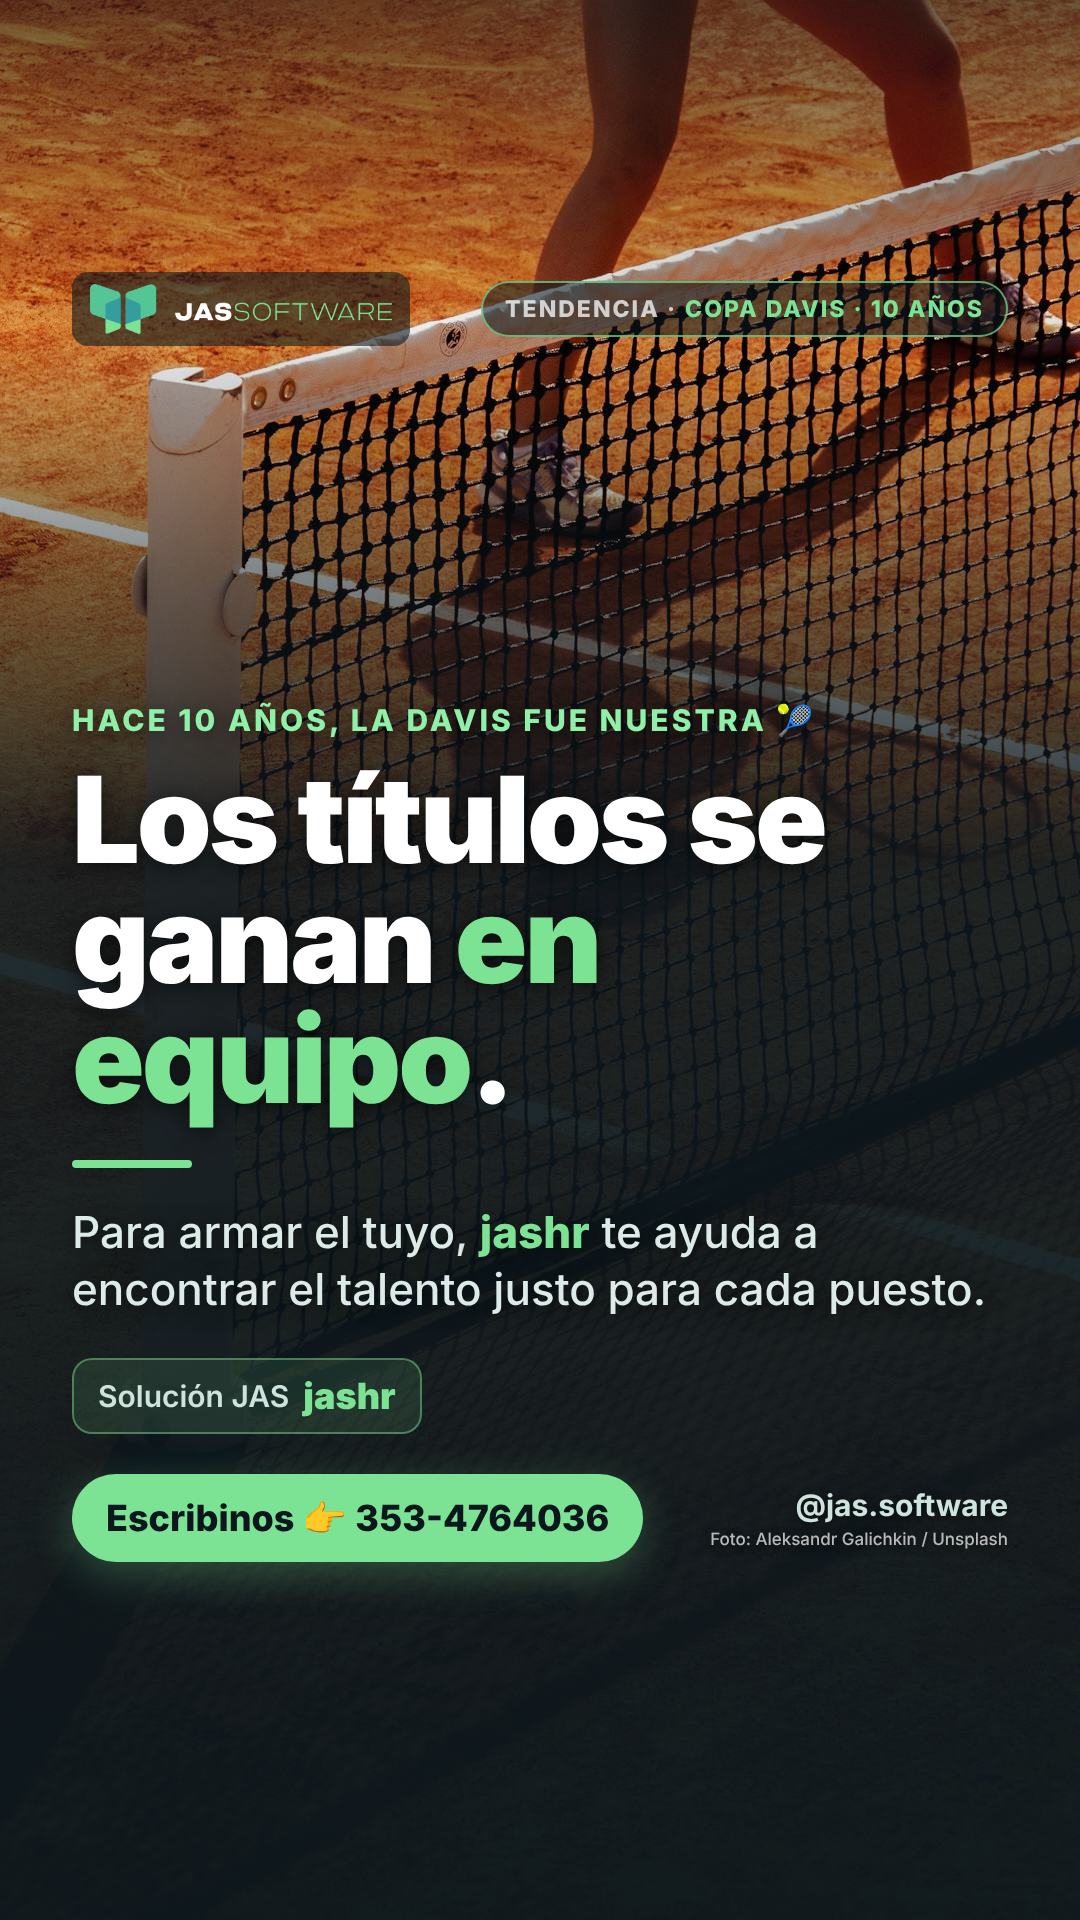 JASSOFTWARE
TENDENCIA · COPA DAVIS · 10 AÑOS
HACE 10 AÑOS, LA DAVIS FUE NUESTRA 🎾
Los títulos se
ganan en
equipo.
Para armar el tuyo, jashr te ayuda a
encontrar el talento justo para cada puesto.
Solución JAS jashr
Escribinos 👉 353-4764036
@jas.software
Foto: Aleksandr Galichkin / Unsplash